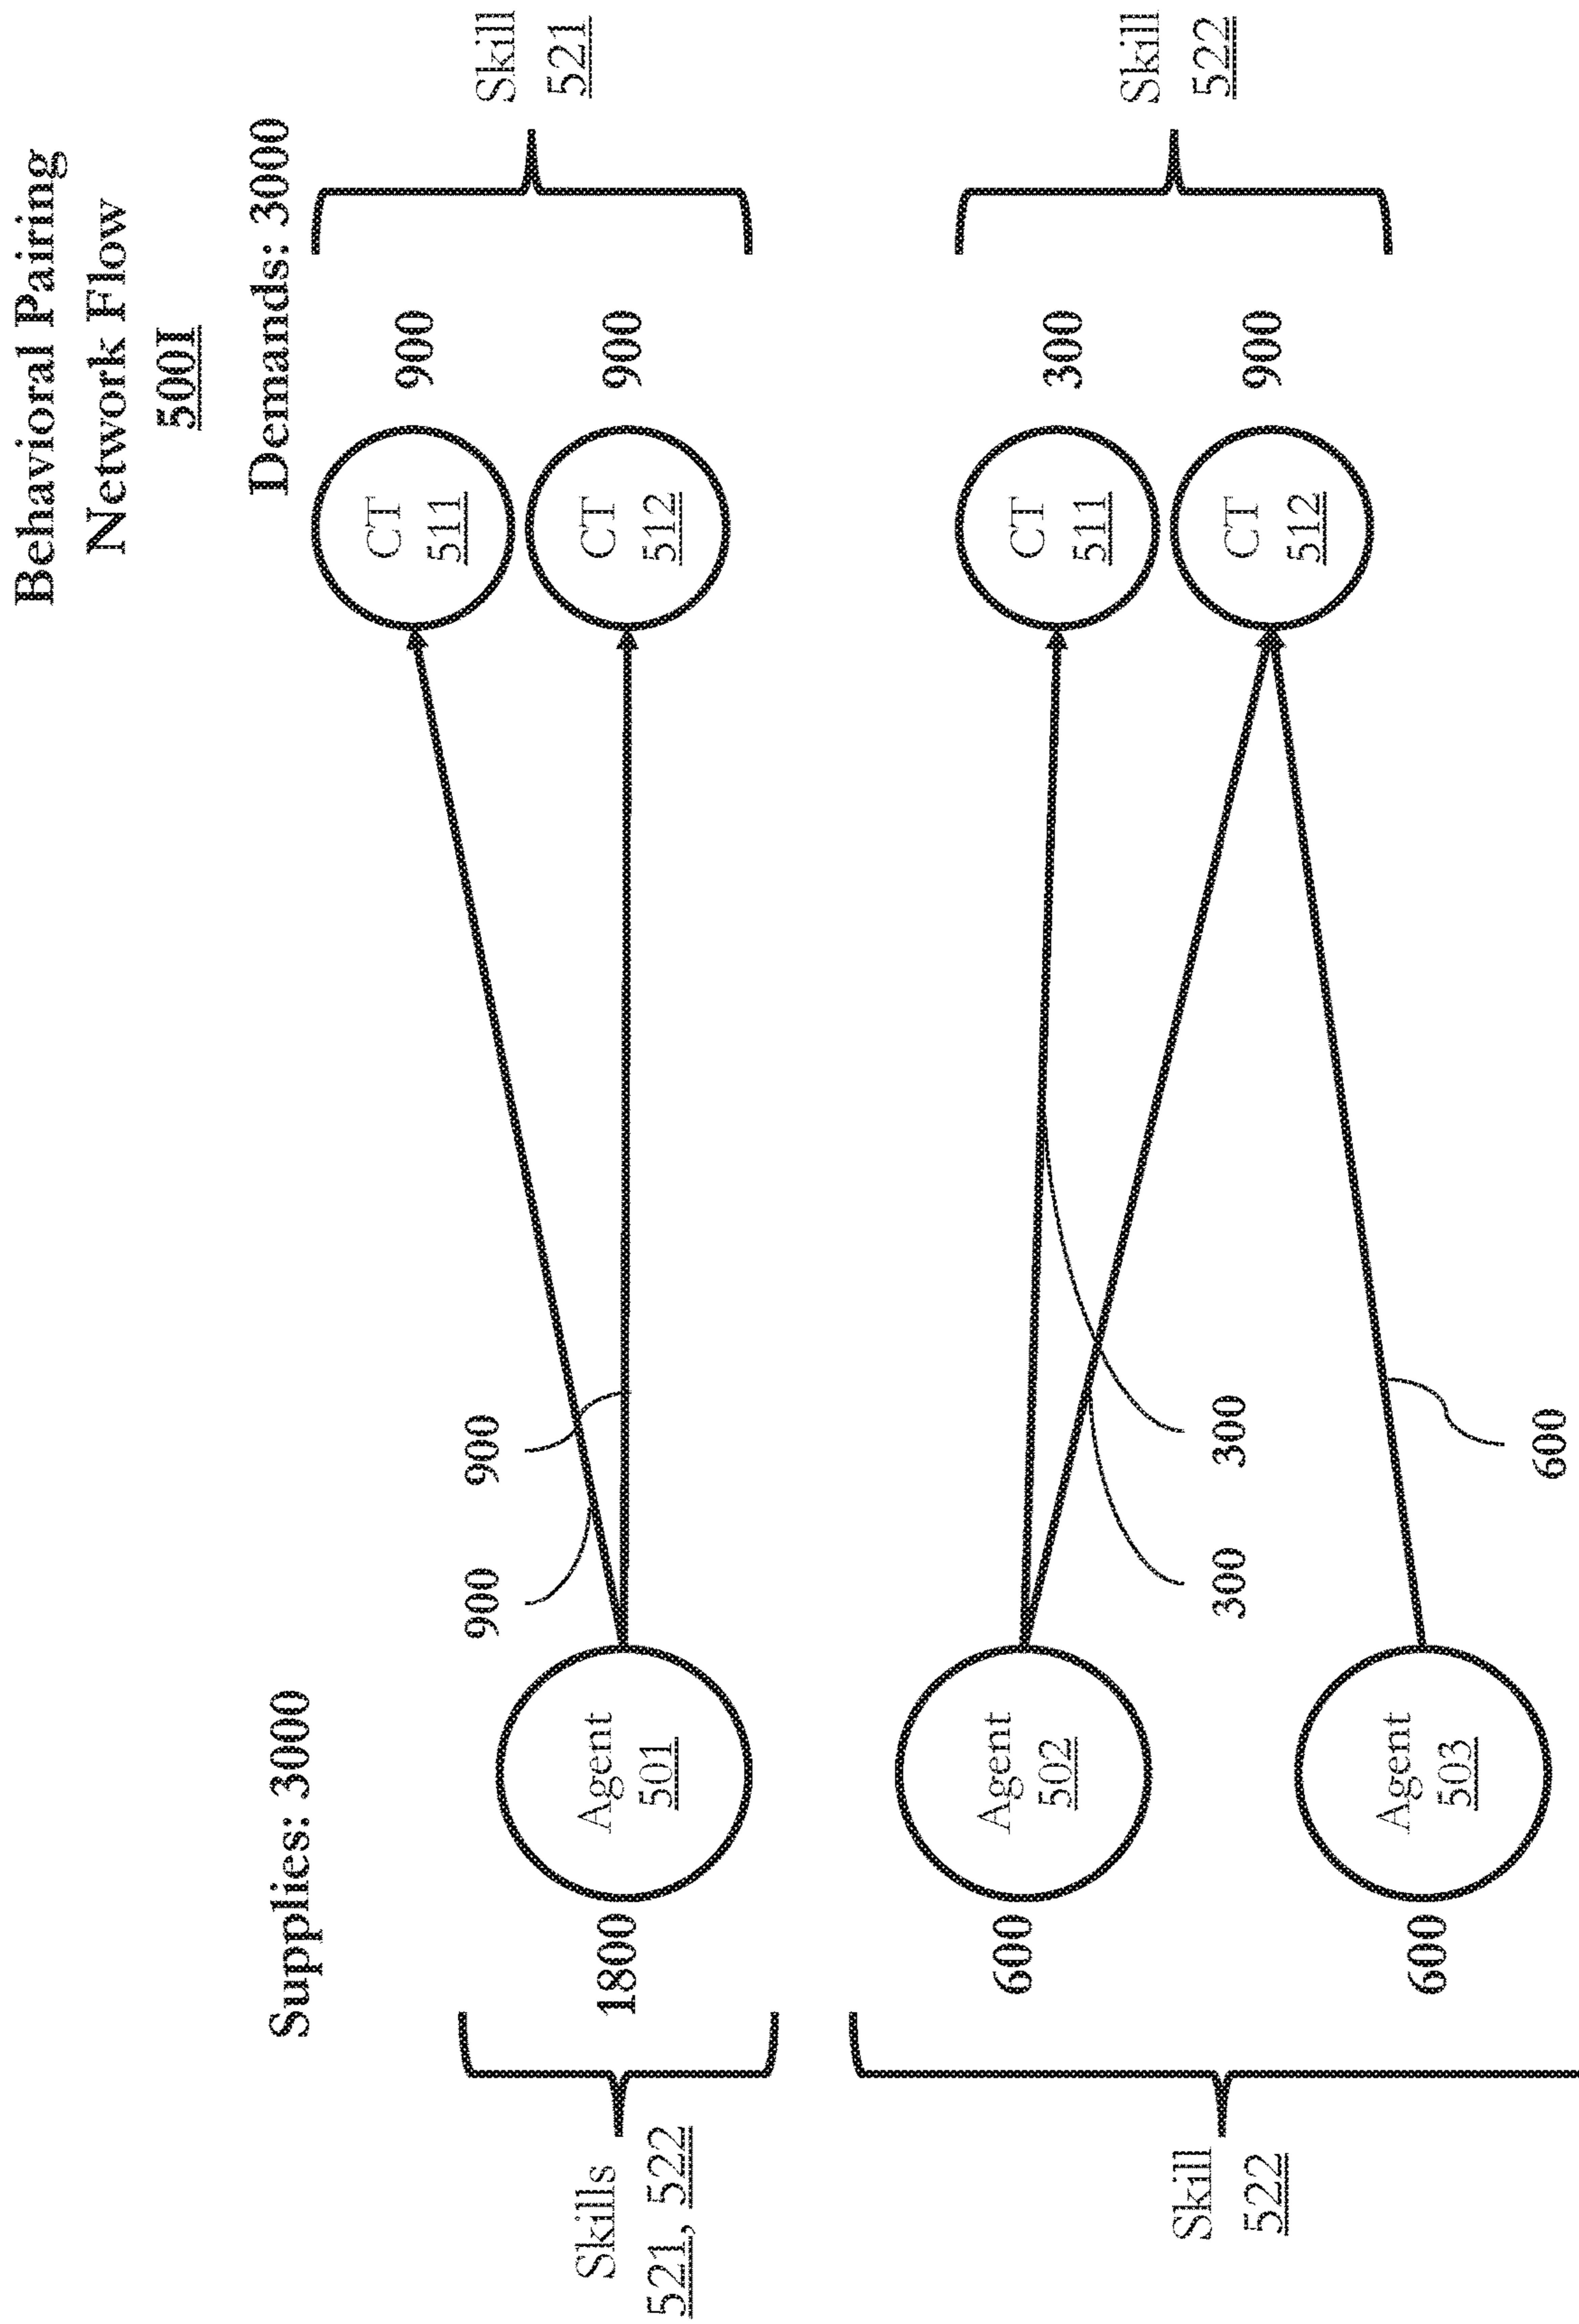 Behavioral Pairing
Network Flow
500I
Supplies: 3000
Demands: 3000
Skills
521, 522
1800
Agent
501
900
900
CT
511
900
CT
512
900
Skill
521
Skill
522
600
Agent
502
300
300
600
Agent
503
600
CT
511
300
CT
512
900
Skill
522